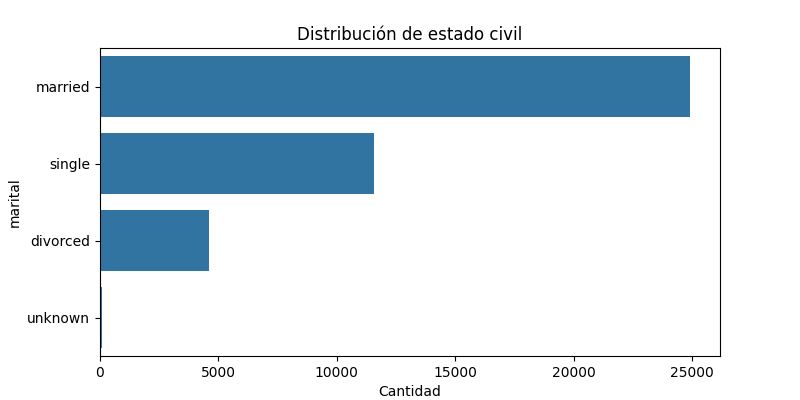 Distribución de estado civil
marital
married
single
divorced
unknown
0 5000 10000 15000 20000 25000
Cantidad